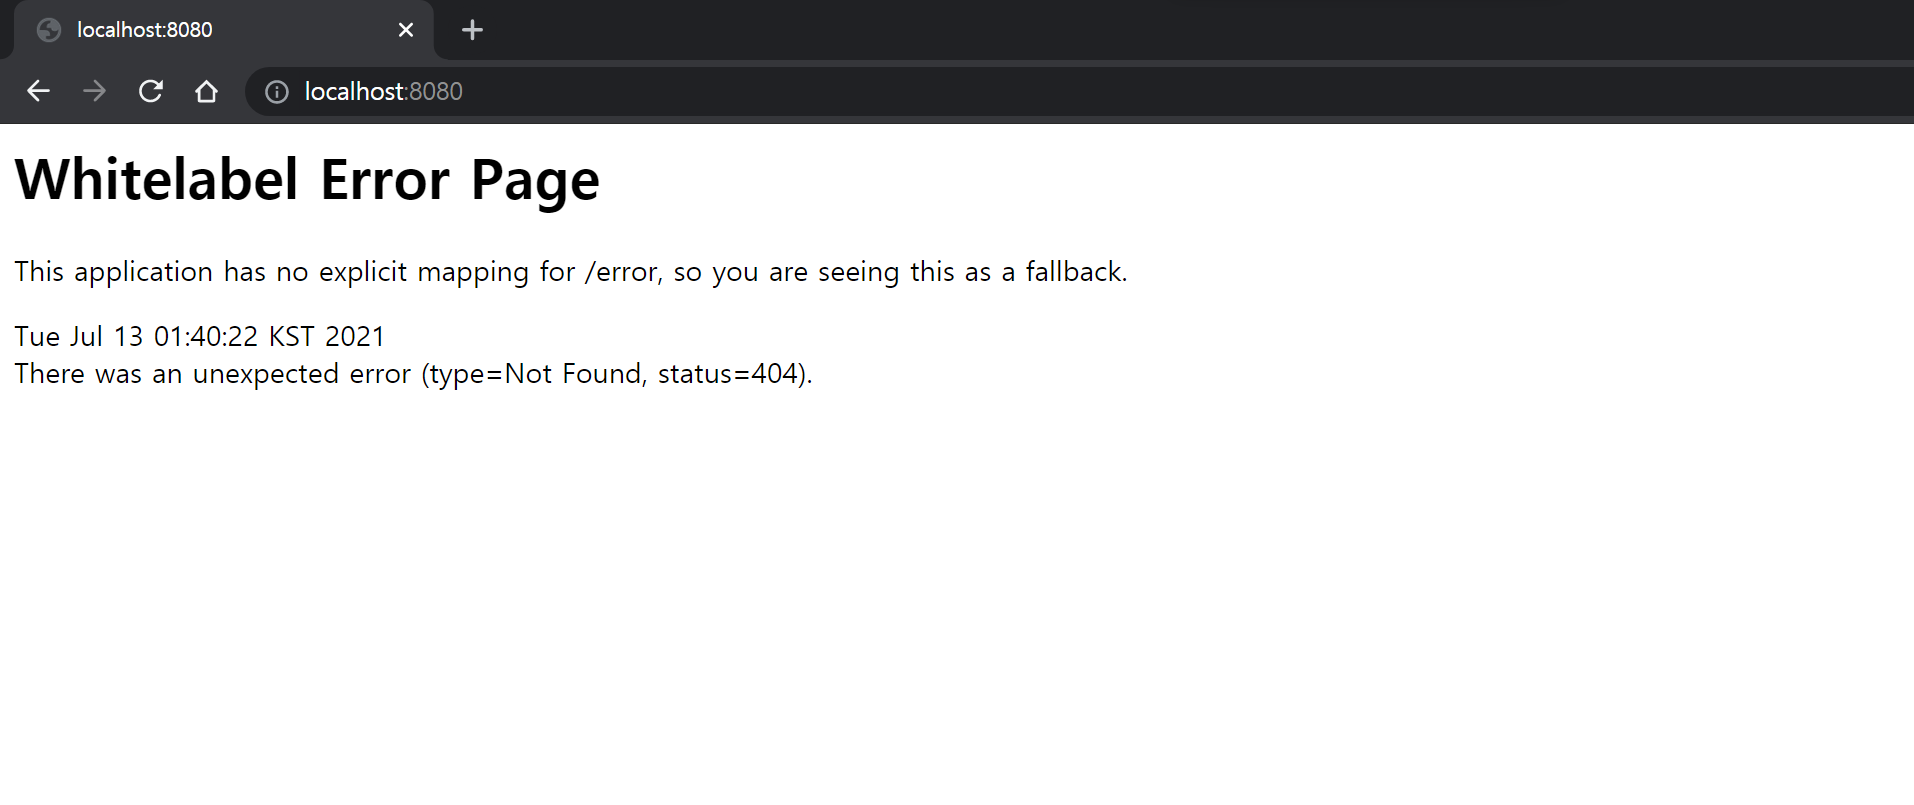 localhost:8080
localhost:8080
Whitelabel Error Page
This application has no explicit mapping for /error, so you are seeing this as a fallback.
Tue Jul 13 01:40:22 KST 2021
There was an unexpected error (type=Not Found, status=404).